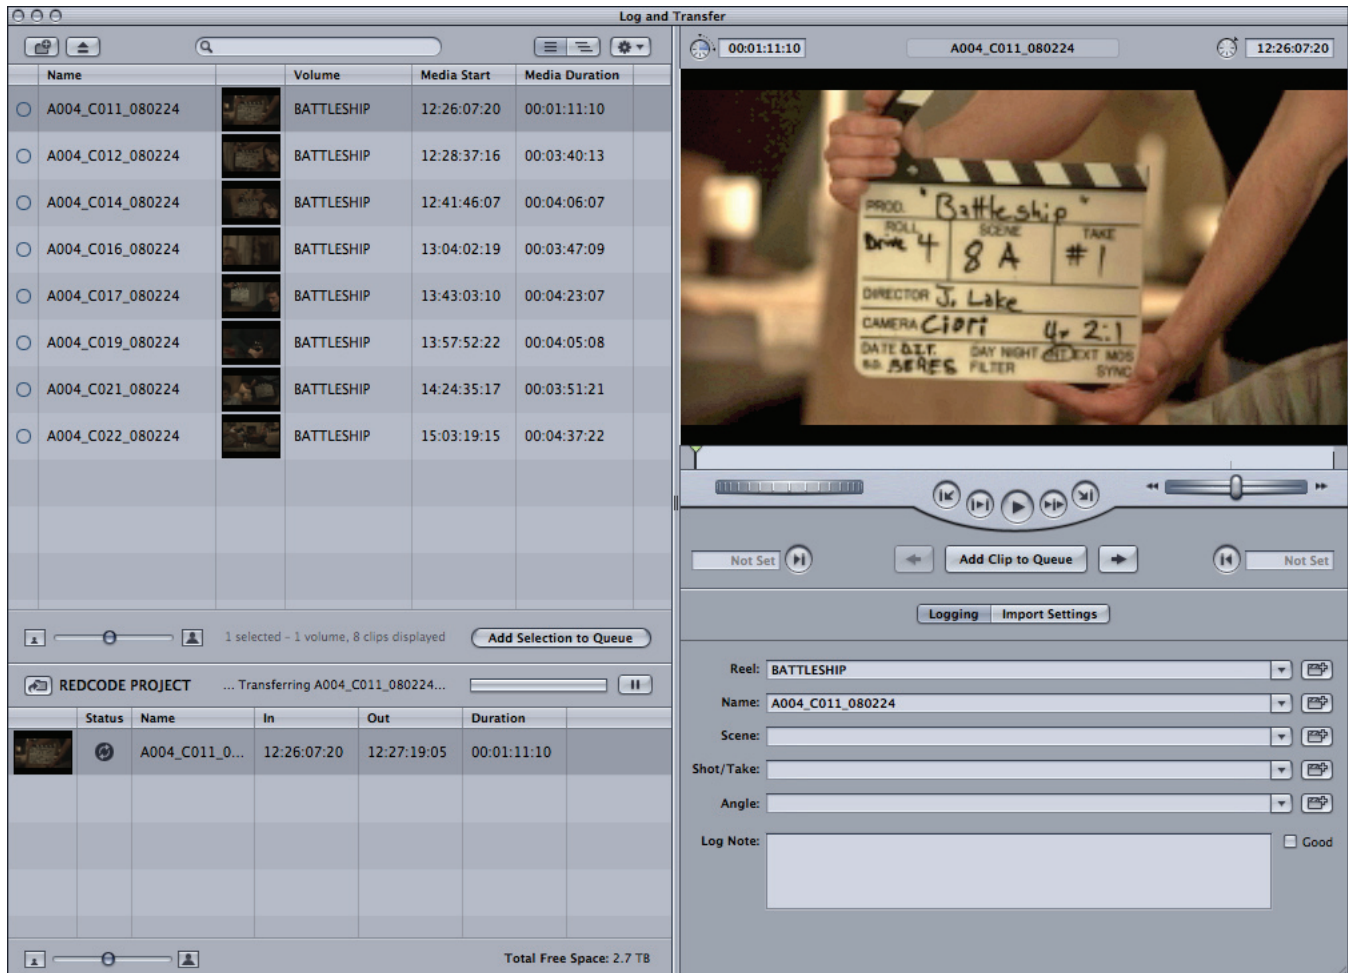 Log and Transfer
Name Volume Media Start Media Duration
A004_C011_080224 BATTLESHIP 12:26:07:20 00:01:11:10
A004_C012_080224 BATTLESHIP 12:28:37:16 00:03:40:13
A004_C014_080224 BATTLESHIP 12:41:46:07 00:04:06:07
A004_C016_080224 BATTLESHIP 13:04:02:19 00:03:47:09
A004_C017_080224 BATTLESHIP 13:43:03:10 00:04:23:07
A004_C019_080224 BATTLESHIP 13:57:52:22 00:04:05:08
A004_C021_080224 BATTLESHIP 14:24:35:17 00:03:51:21
A004_C022_080224 BATTLESHIP 15:03:19:15 00:04:37:22
1 selected - 1 volume, 8 clips displayed Add Selection to Queue
REDCODE PROJECT ... Transferring A004_C011_080224...
Status Name In Out Duration
A004_C011_0... 12:26:07:20 12:27:19:05 00:01:11:10
Total Free Space: 2.7 TB
00:01:11:10 A004_C011_080224 12:26:07:20
PROD. "Battleship"
ROLL SCENE TAKE
Drive 4 8 A #1
DIRECTOR J. Lake
CAMERA Ciori 4x 2:1
DATE D.I.T. DAY NIGHT INT EXT MOS
SD. BERES FILTER SYNC
Not Set Add Clip to Queue Not Set
Logging Import Settings
Reel: BATTLESHIP
Name: A004_C011_080224
Scene:
Shot/Take:
Angle:
Log Note: Good